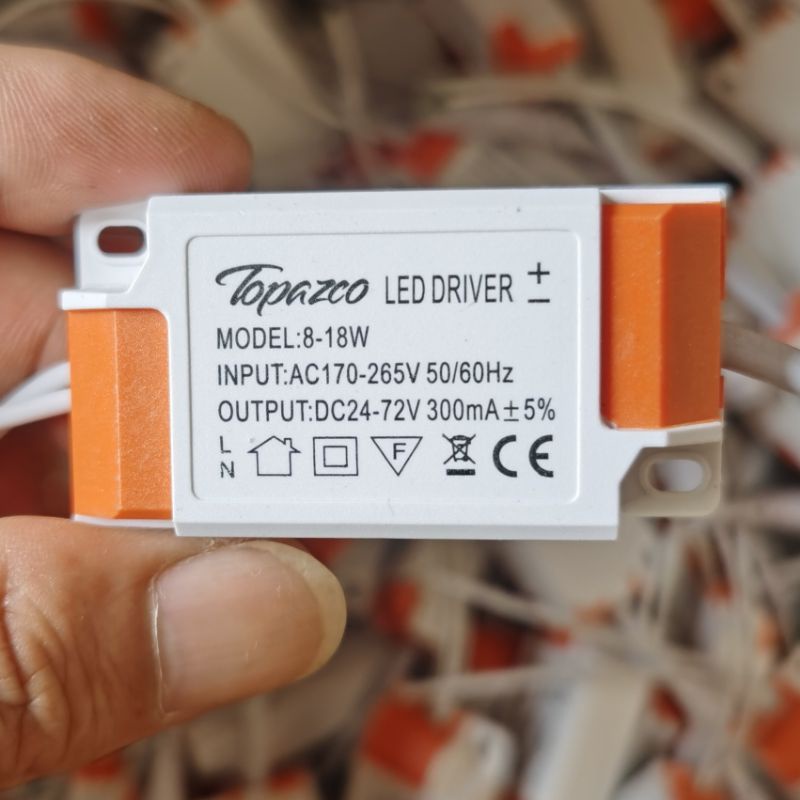 Topazco LED DRIVER + −
MODEL:8-18W
INPUT:AC170-265V 50/60Hz
OUTPUT:DC24-72V 300mA±5%
L
N
F
CE